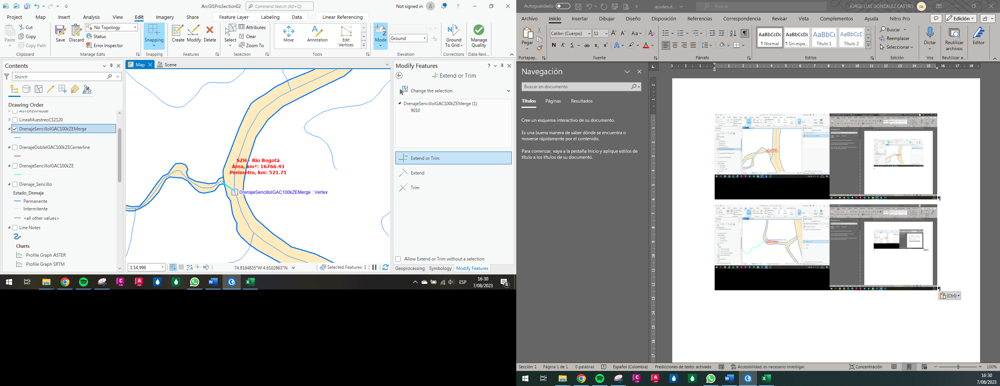 ArcGISProSection02
Command Search (Alt+Q)
Not signed in
Project
Map
Insert
Analysis
View
Edit
Imagery
Share
Feature Layer
Labeling
Data
Linear Referencing
Paste
Cut
Copy
Copy Path
Clipboard
Save
Discard
No Topology
Status
Error Inspector
Manage Edits
Snapping
Snapping
Create
Modify
Delete
Features
Select
Attributes
Clear
Zoom To
Selection
Move
Annotation
Edit
Vertices
Tools
Mode
m
Ground
Elevation
Ground
To Grid
Corrections
Manage
Quality
Data Revi...
Contents
Search
Drawing Order
LineaMuestreoCS2120
DrenajeSencilloIGAC100kZEMerge
DrenajeDobleIGAC100kZECenterline
DrenajeSencilloIGAC100kZE
Drenaje_Sencillo
Estado_Drenaje
Permanente
Intermitente
<all other values>
Line Notes
Charts
Profile Graph ASTER
Profile Graph SRTM
Map
Scene
SZH - Río Bogotá
Área, km²: 16766.43
Perímetro, km: 521.71
DrenajeSencilloIGAC100kZEMerge : Vertex
1:14,996
74.8164835°W 4.6102863°N
Selected Features: 1
Modify Features
Extend or Trim
Change the selection.
DrenajeSencilloIGAC100kZEMerge (1)
9010
Extend or Trim
Extend
Trim
Allow Extend or Trim without a selection
Geoprocessing
Symbology
Modify Features
ESP
16:30
7/08/2023
4
Autoguardado
ajustes.d...
Buscar
JORGE LUIS GONZALEZ CASTRO
GL
Archivo
Inicio
Insertar
Dibujar
Diseño
Disposición
Referencias
Correspondencia
Revisar
Vista
Complementos
Ayuda
Nitro Pro
Edición
Pegar
Portapap...
Calibri (Cuerpo)
11
Fuente
Párrafo
AaBbCcDc
¶ Normal
AaBbCcDc
¶ Sin espa...
AaBbCc
Título 1
AaBbCcD
Título 2
Estilos
Buscar
Reemplazar
Seleccionar
Edición
Dictar
Voz
Reutilizar
archivos
Reutilizar a...
Editor
Navegación
Buscar en documento
Títulos
Páginas
Resultados
Cree un esquema interactivo de su documento.
Es una buena manera de saber dónde se encuentra o
moverse rápidamente por el contenido.
Para comenzar, vaya a la pestaña Inicio y aplique estilos de
título a los títulos de su documento.
(Ctrl)
Sección: 1
Página 1 de 1
0 palabras
Español (Colombia)
Predicciones de texto: activado
Accesibilidad: es necesario investigar
Concentración
100%
16:30
7/08/2023